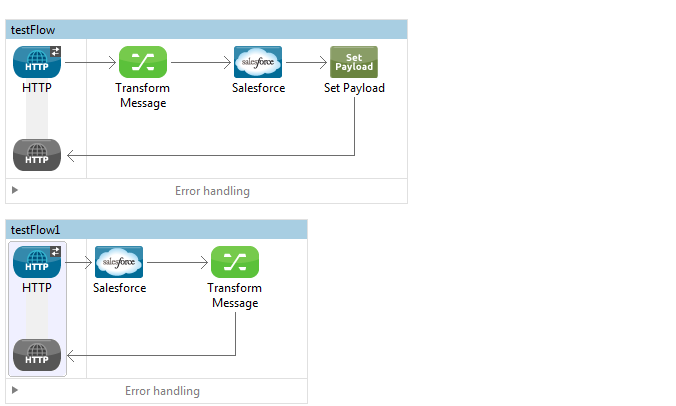 testFlow
HTTP
salesforce
Set
Payload
HTTP
Transform
Message
Salesforce
Set Payload
HTTP
Error handling
testFlow1
HTTP
salesforce
HTTP
Salesforce
Transform
Message
HTTP
Error handling